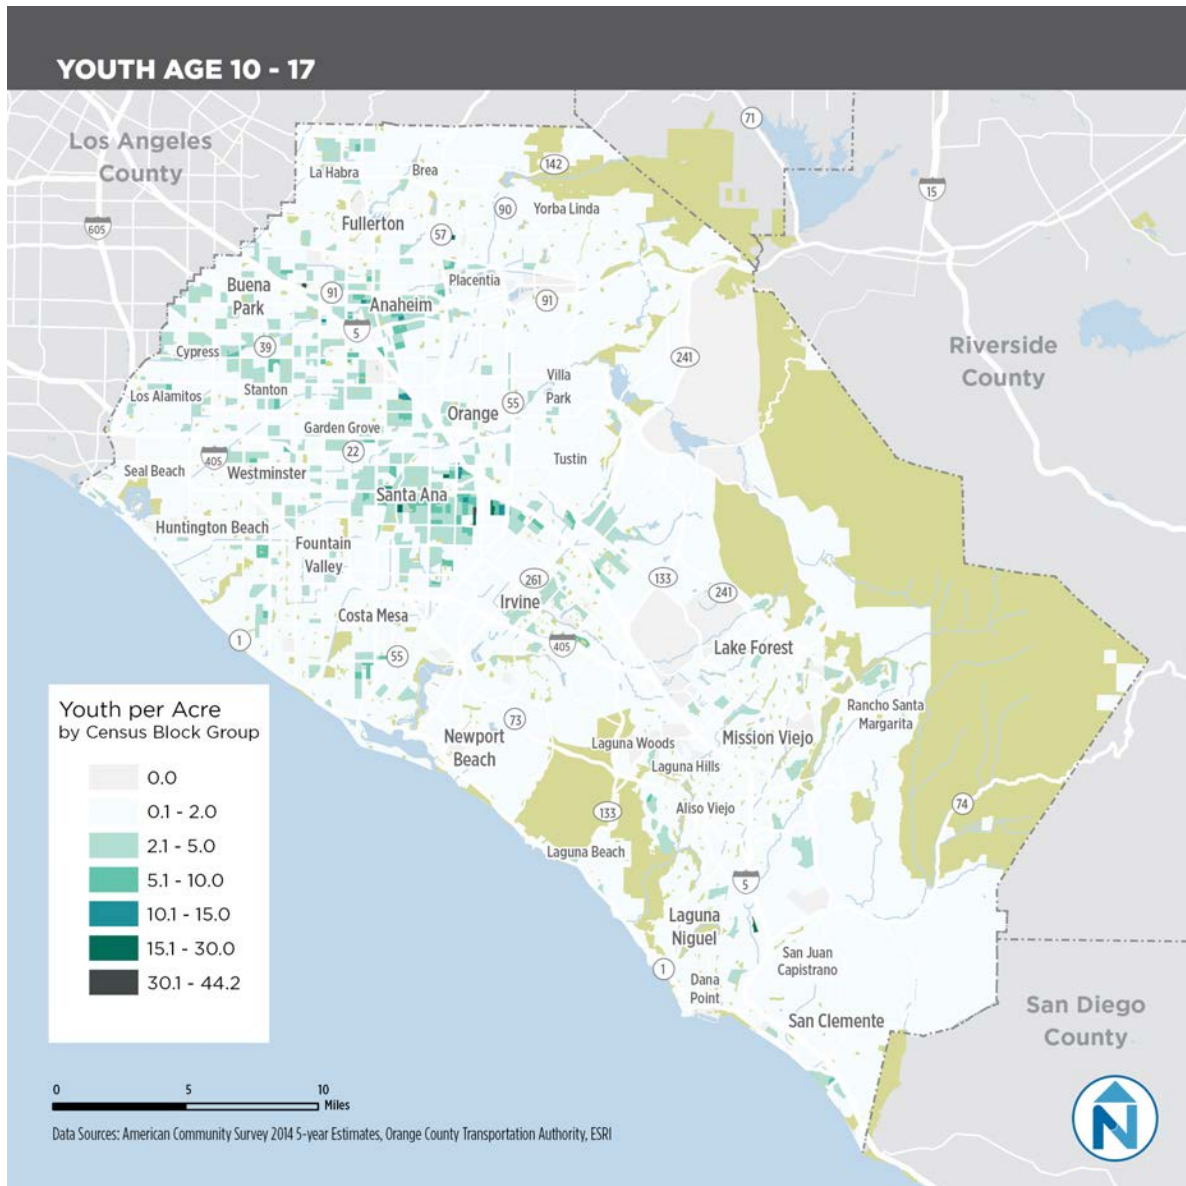 YOUTH AGE 10 - 17
Los Angeles
County
71
142
La Habra
Brea
15
605
90
Yorba Linda
Fullerton
57
Placentia
Buena
Park
91
Anaheim
91
5
Riverside
County
39
Cypress
241
Villa
Park
Stanton
Los Alamitos
55
Orange
Garden Grove
22
405
Tustin
Seal Beach
Westminster
Santa Ana
Huntington Beach
Fountain
Valley
261
133
241
Irvine
Costa Mesa
1
405
Lake Forest
55
Rancho Santa
Margarita
73
Newport
Beach
Laguna Woods
Mission Viejo
Laguna Hills
133
Aliso Viejo
74
Laguna Beach
5
Laguna
Niguel
San Juan
Capistrano
1
Dana
Point
San Clemente
San Diego
County
Youth per Acre
by Census Block Group
0.0
0.1 - 2.0
2.1 - 5.0
5.1 - 10.0
10.1 - 15.0
15.1 - 30.0
30.1 - 44.2
0 5 10
Miles
N
Data Sources: American Community Survey 2014 5-year Estimates, Orange County Transportation Authority, ESRI